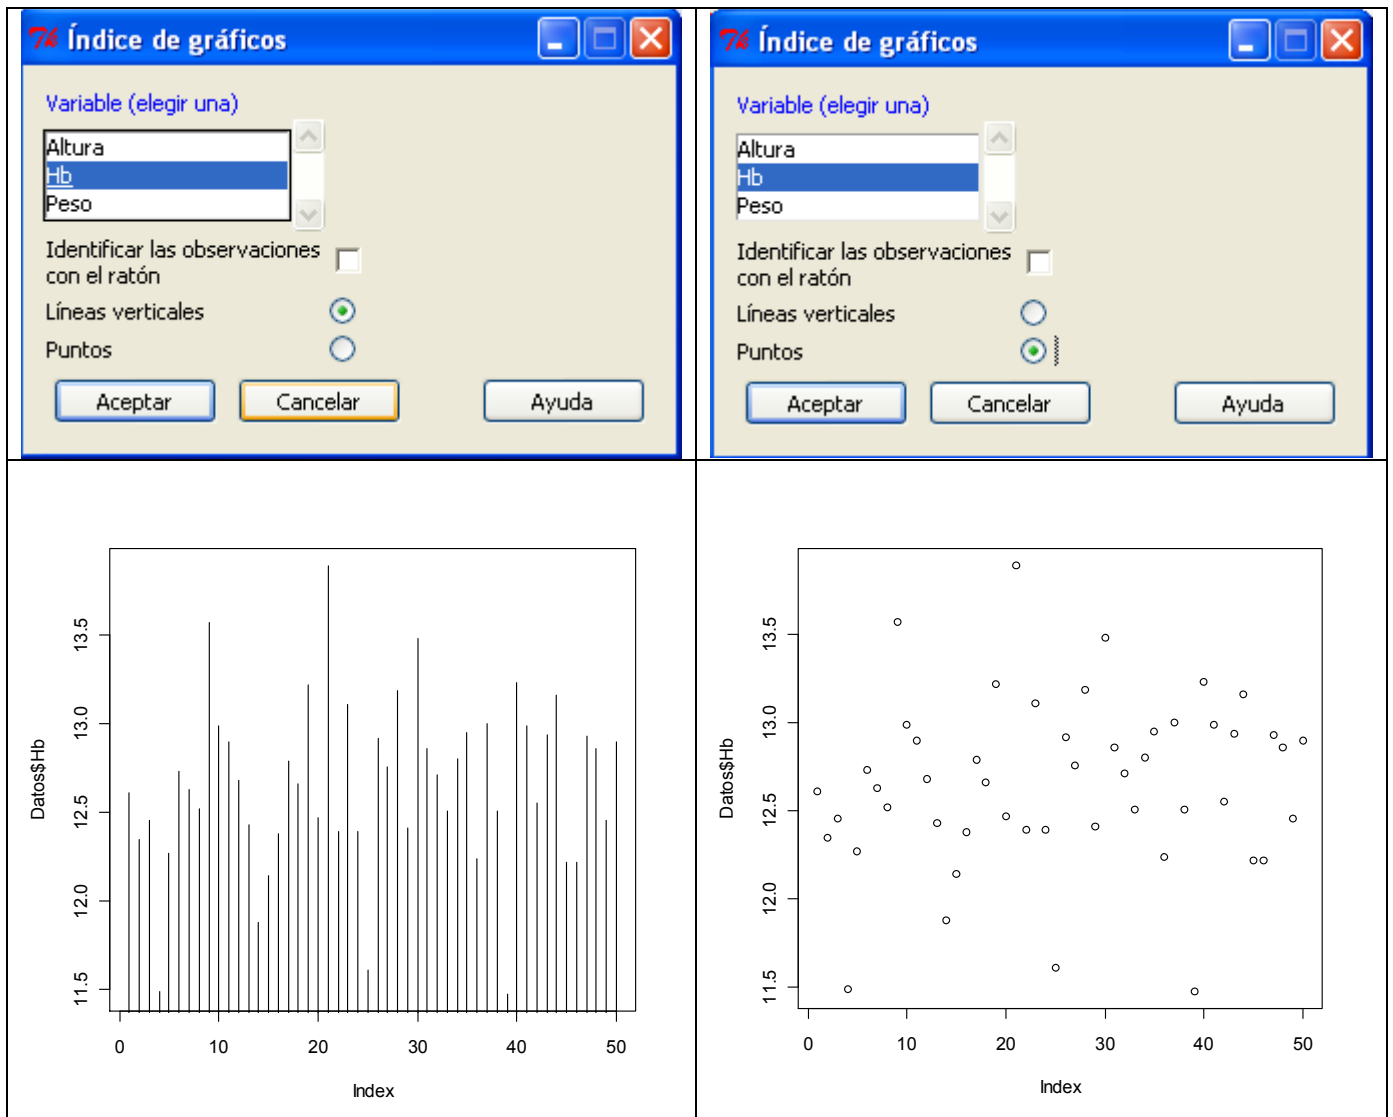 Índice de gráficos
Variable (elegir una)
Altura
Hb
Peso
Identificar las observaciones
con el ratón
Líneas verticales
Puntos
Aceptar
Cancelar
Ayuda
Índice de gráficos
Variable (elegir una)
Altura
Hb
Peso
Identificar las observaciones
con el ratón
Líneas verticales
Puntos
Aceptar
Cancelar
Ayuda
13.5
13.0
12.5
12.0
11.5
Datos$Hb
0 10 20 30 40 50
Index
13.5
13.0
12.5
12.0
11.5
Datos$Hb
0 10 20 30 40 50
Index